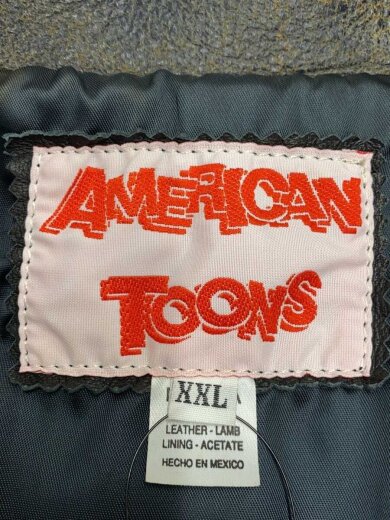 AMERICAN
TOONS
XXL
LEATHER - LAMB
LINING - ACETATE
HECHO EN MEXICO